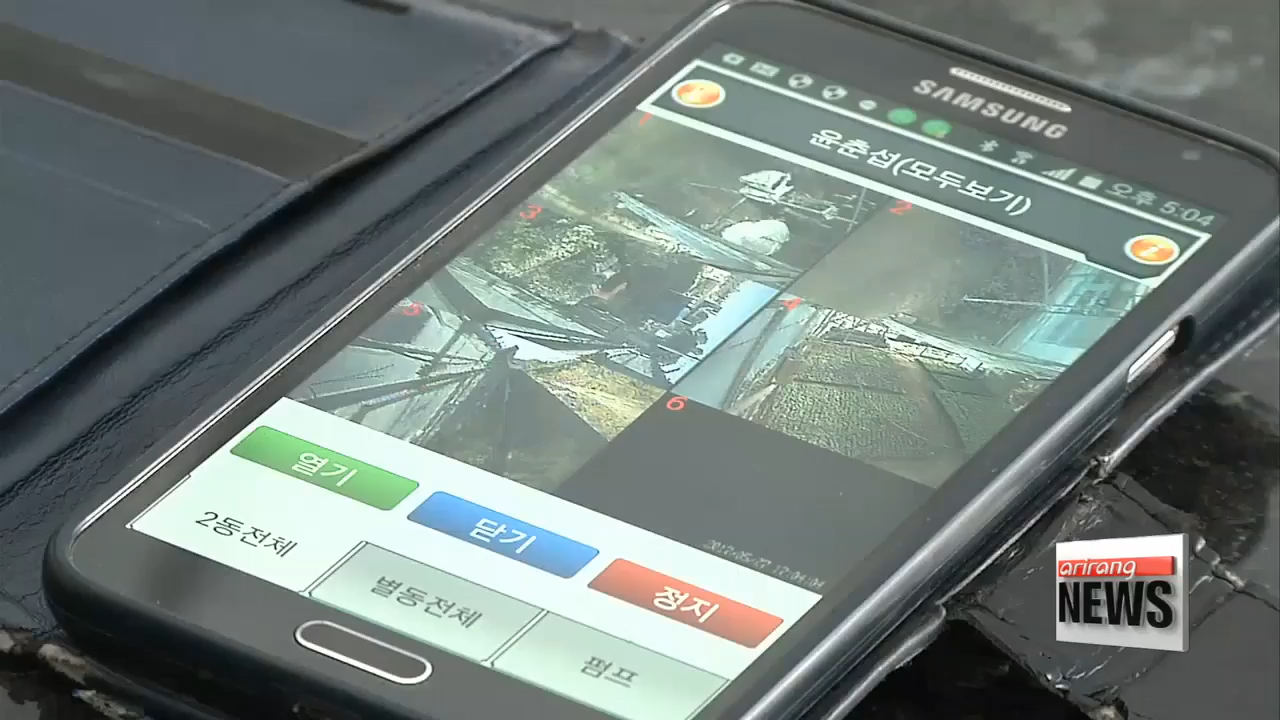 SAMSUNG
오후 5:04
윤춘섭(모두보기)
1
2
3
4
5
6
열기
닫기
정지
2동전체
별동전체
펌프
arirang
NEWS